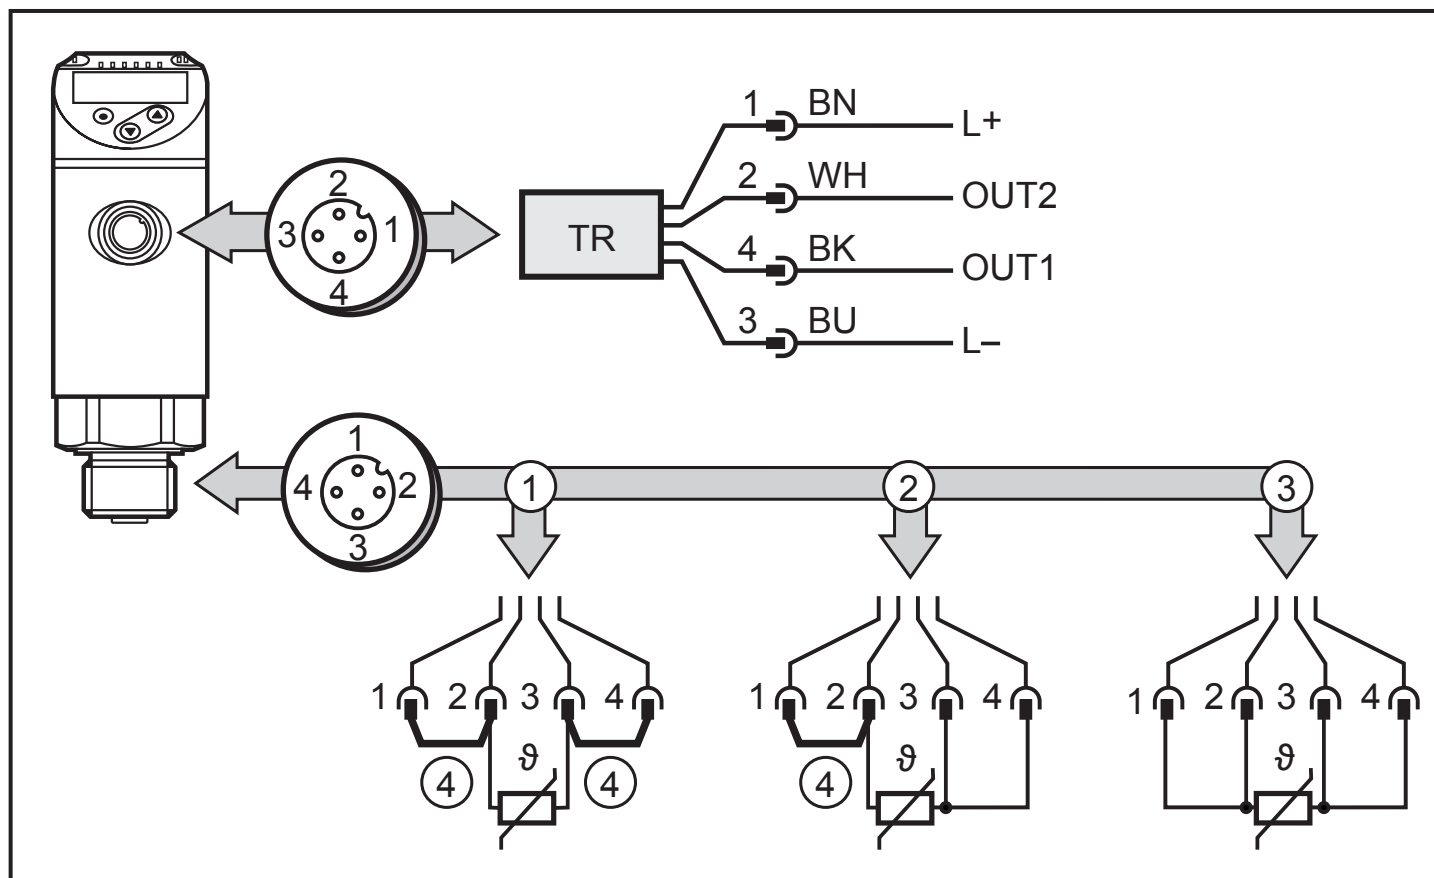 1 BN L+
2 WH OUT2
TR
4 BK OUT1
3 BU L–
2
3 1
4
1
4 2
3
1 2 3
1 2 3 4 1 2 3 4 1 2 3 4
ϑ ϑ ϑ
4 4 4